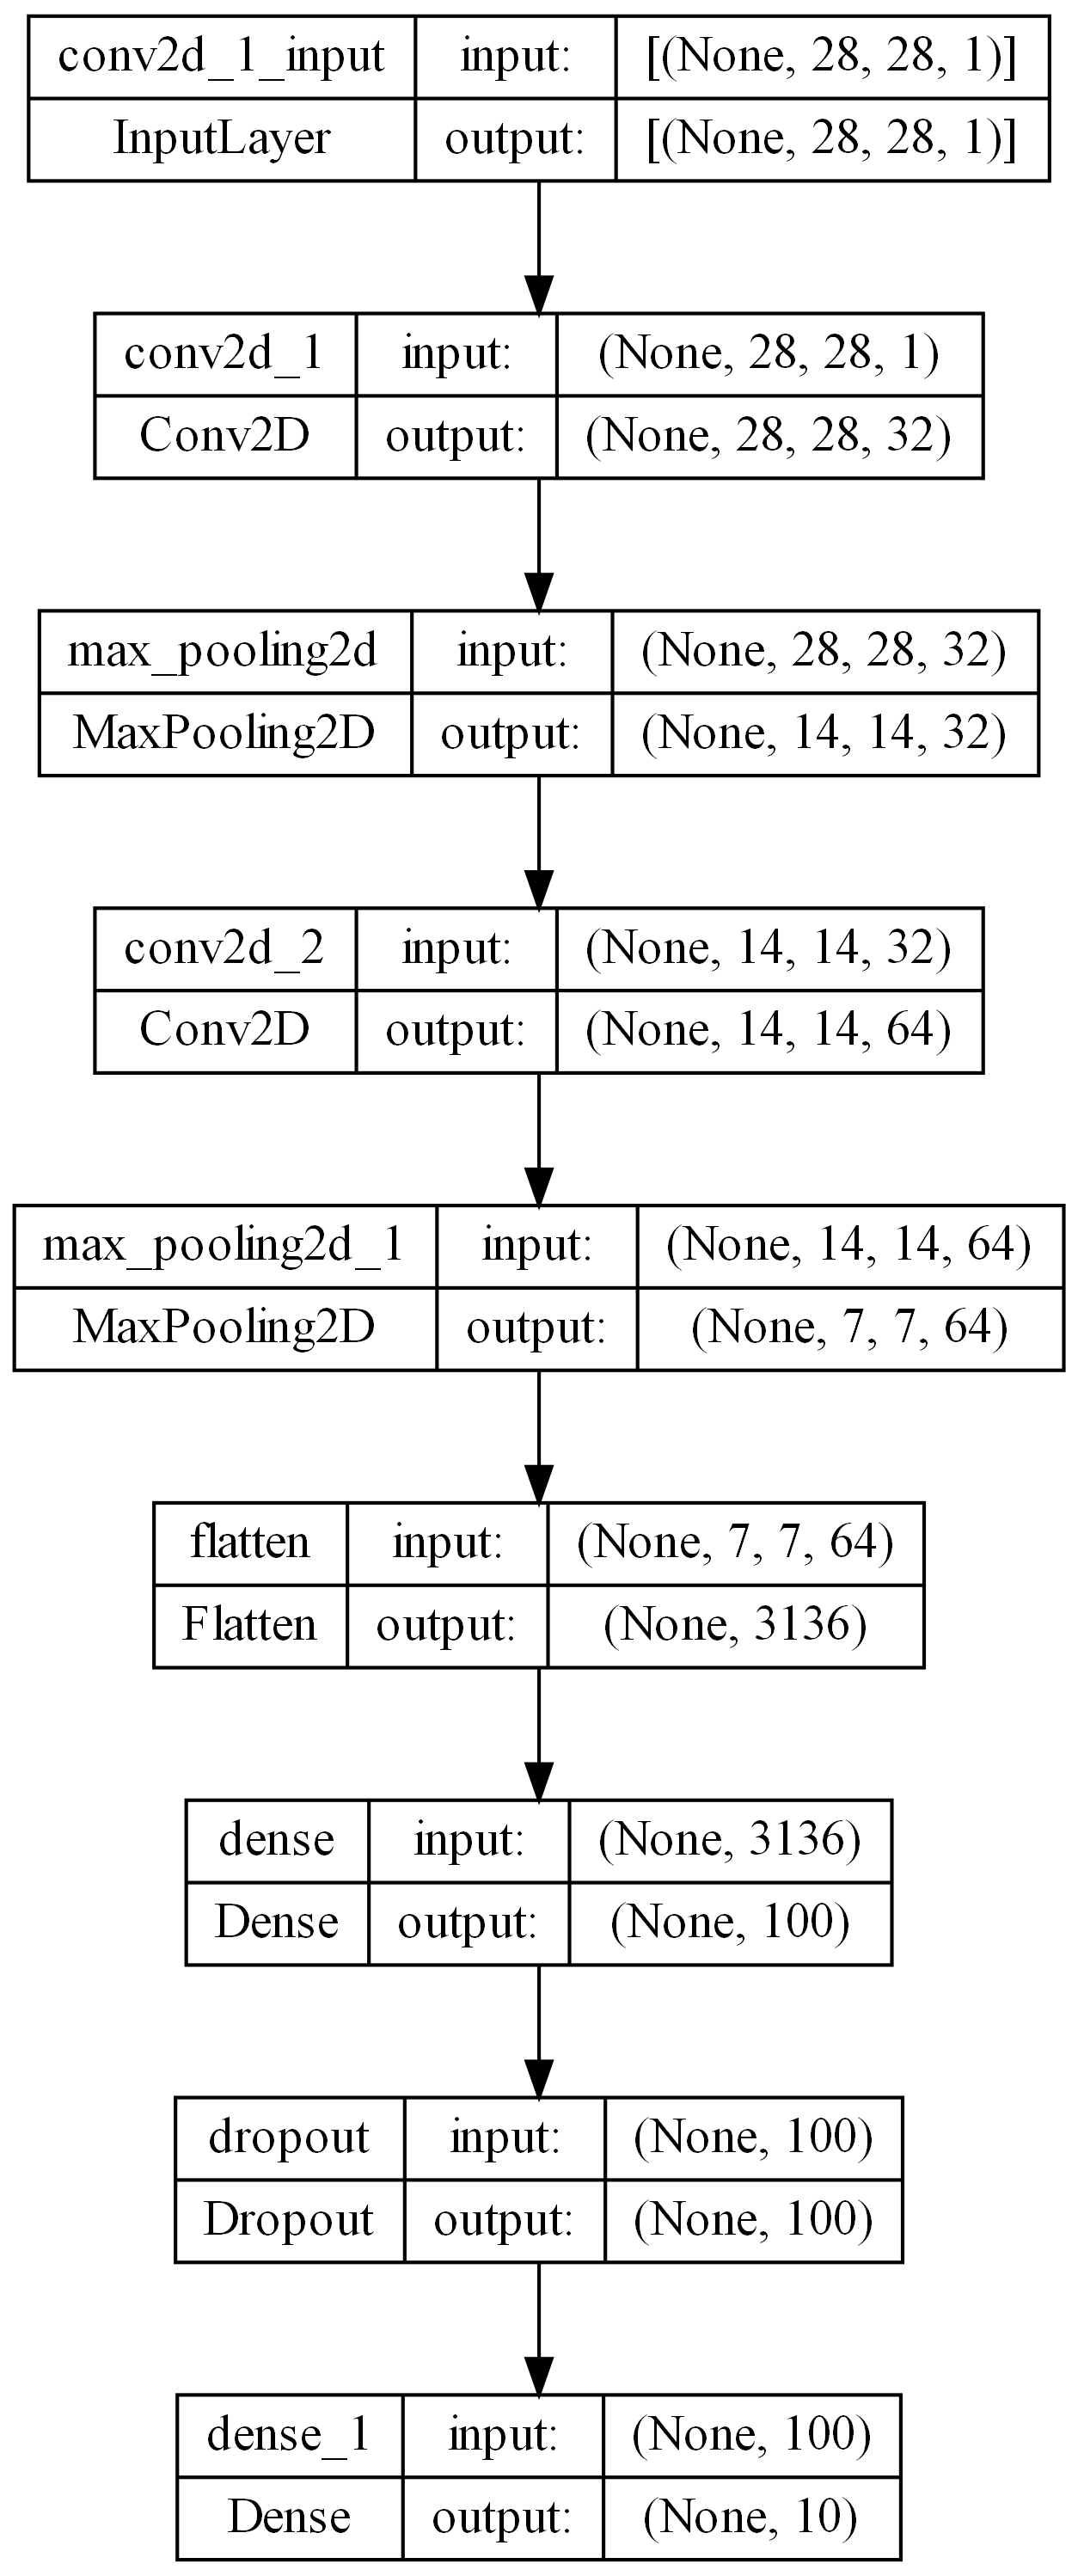 conv2d_1_input input: [(None, 28, 28, 1)]
InputLayer output: [(None, 28, 28, 1)]
conv2d_1 input: (None, 28, 28, 1)
Conv2D output: (None, 28, 28, 32)
max_pooling2d input: (None, 28, 28, 32)
MaxPooling2D output: (None, 14, 14, 32)
conv2d_2 input: (None, 14, 14, 32)
Conv2D output: (None, 14, 14, 64)
max_pooling2d_1 input: (None, 14, 14, 64)
MaxPooling2D output: (None, 7, 7, 64)
flatten input: (None, 7, 7, 64)
Flatten output: (None, 3136)
dense input: (None, 3136)
Dense output: (None, 100)
dropout input: (None, 100)
Dropout output: (None, 100)
dense_1 input: (None, 100)
Dense output: (None, 10)